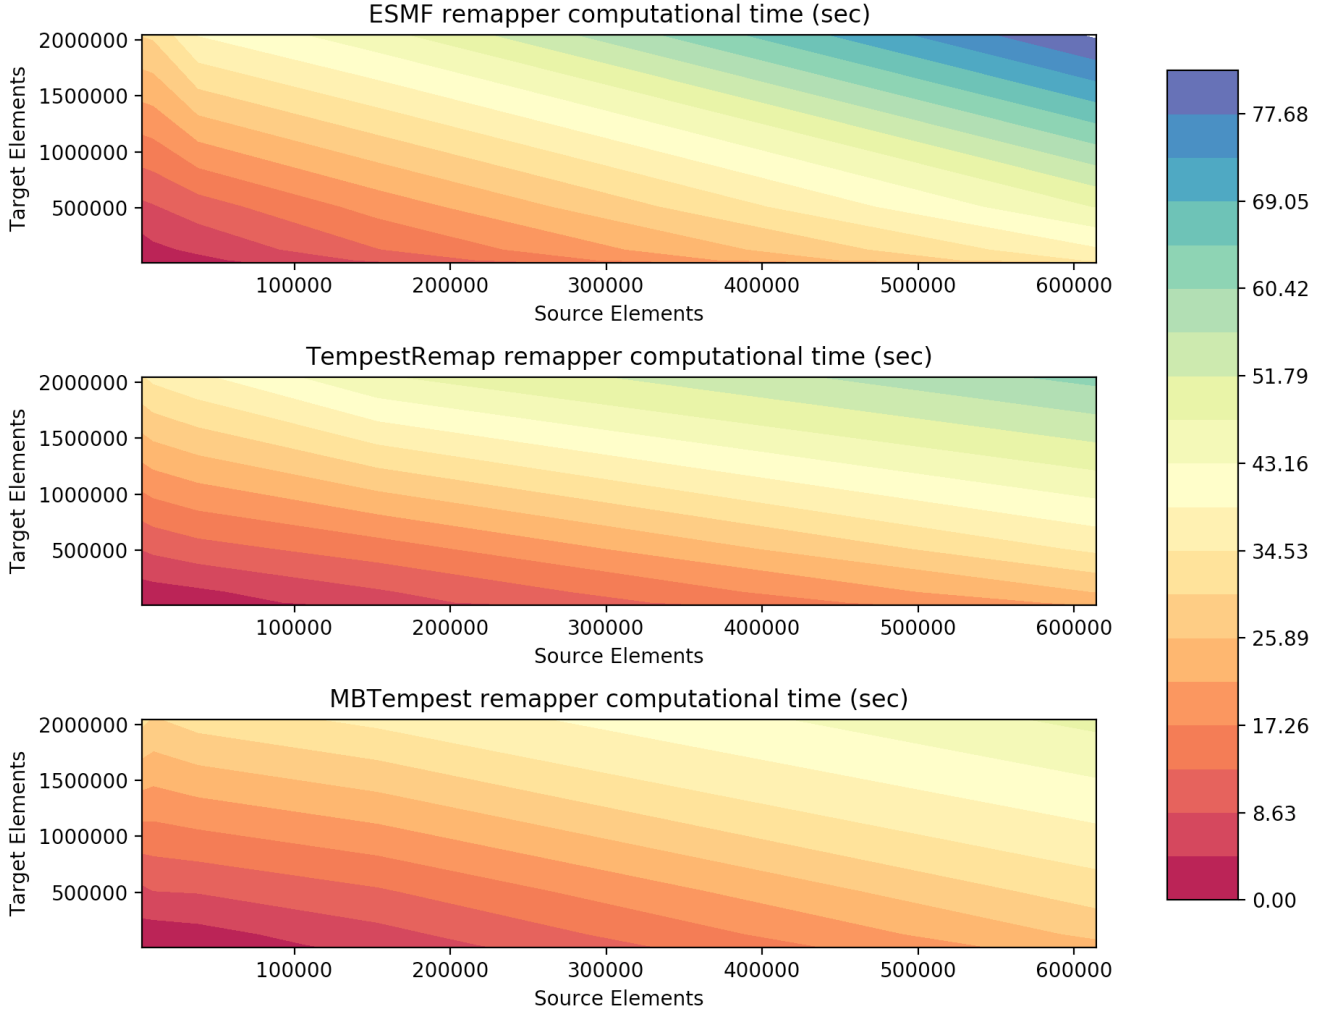 ESMF remapper computational time (sec)
2000000
1500000
1000000
500000
Target Elements
100000 200000 300000 400000 500000 600000
Source Elements
TempestRemap remapper computational time (sec)
2000000
1500000
1000000
500000
Target Elements
100000 200000 300000 400000 500000 600000
Source Elements
MBTempest remapper computational time (sec)
2000000
1500000
1000000
500000
Target Elements
100000 200000 300000 400000 500000 600000
Source Elements
77.68
69.05
60.42
51.79
43.16
34.53
25.89
17.26
8.63
0.00